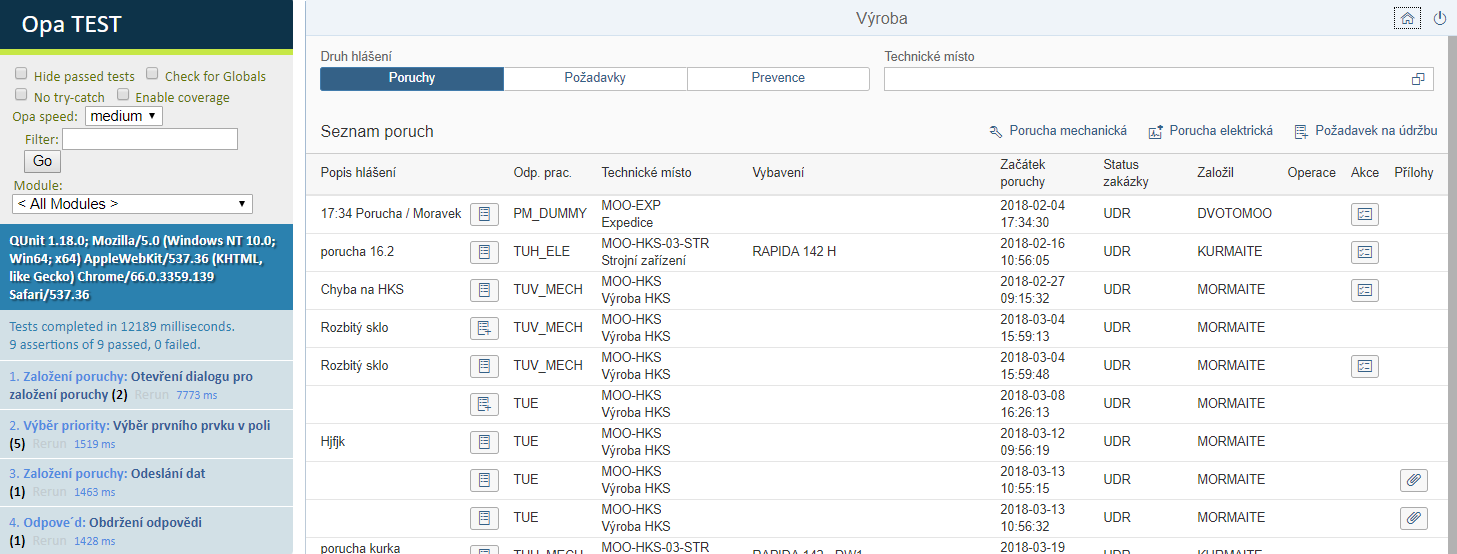 Opa TEST
Hide passed tests Check for Globals
No try-catch Enable coverage
Opa speed: medium
Filter:
Go
Module:
< All Modules >
QUnit 1.18.0; Mozilla/5.0 (Windows NT 10.0;
Win64; x64) AppleWebKit/537.36 (KHTML,
like Gecko) Chrome/66.0.3359.139
Safari/537.36
Tests completed in 12189 milliseconds.
9 assertions of 9 passed, 0 failed.
1. Založení poruchy: Otevření dialogu pro
založení poruchy (2) Rerun 7773 ms
2. Výběr priority: Výběr prvního prvku v poli
(5) Rerun 1519 ms
3. Založení poruchy: Odeslání dat
(1) Rerun 1463 ms
4. Odpove´d: Obdržení odpovědi
(1) Rerun 1428 ms
Výroba
Druh hlášení Technické místo
Poruchy Požadavky Prevence
Seznam poruch Porucha mechanická Porucha elektrická Požadavek na údržbu
Popis hlášení Odp. prac. Technické místo Vybavení Začátek poruchy Status zakázky Založil Operace Akce Přílohy
17:34 Porucha / Moravek PM_DUMMY MOO-EXP Expedice 2018-02-04 17:34:30 UDR DVOTOMOO
porucha 16.2 TUH_ELE MOO-HKS-03-STR Strojní zařízení RAPIDA 142 H 2018-02-16 10:56:05 UDR KURMAITE
Chyba na HKS TUV_MECH MOO-HKS Výroba HKS 2018-02-27 09:15:32 UDR MORMAITE
Rozbitý sklo TUV_MECH MOO-HKS Výroba HKS 2018-03-04 15:59:13 UDR MORMAITE
Rozbitý sklo TUV_MECH MOO-HKS Výroba HKS 2018-03-04 15:59:48 UDR MORMAITE
TUE MOO-HKS Výroba HKS 2018-03-08 16:26:13 UDR MORMAITE
Hjfjk TUE MOO-HKS Výroba HKS 2018-03-12 09:56:19 UDR MORMAITE
TUE MOO-HKS Výroba HKS 2018-03-13 10:55:15 UDR MORMAITE
TUE MOO-HKS Výroba HKS 2018-03-13 10:56:32 UDR MORMAITE
porucha kurka TUH_MECH MOO-HKS-03-STR RAPIDA 142 - PW1 2018-03-19 UDR KURMAITE